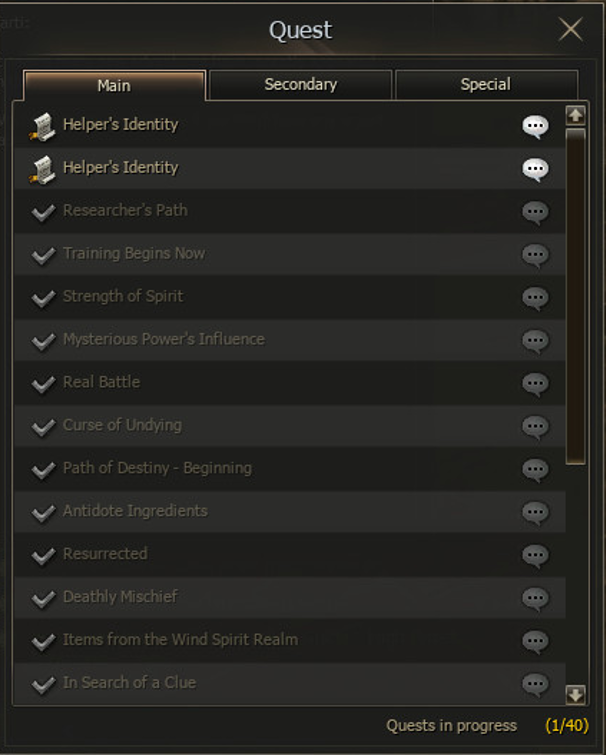 arti:
Quest
Main
Secondary
Special
Helper's Identity
Helper's Identity
Researcher's Path
Training Begins Now
Strength of Spirit
Mysterious Power's Influence
Real Battle
Curse of Undying
Path of Destiny - Beginning
Antidote Ingredients
Resurrected
Deathly Mischief
Items from the Wind Spirit Realm
In Search of a Clue
Quests in progress (1/40)